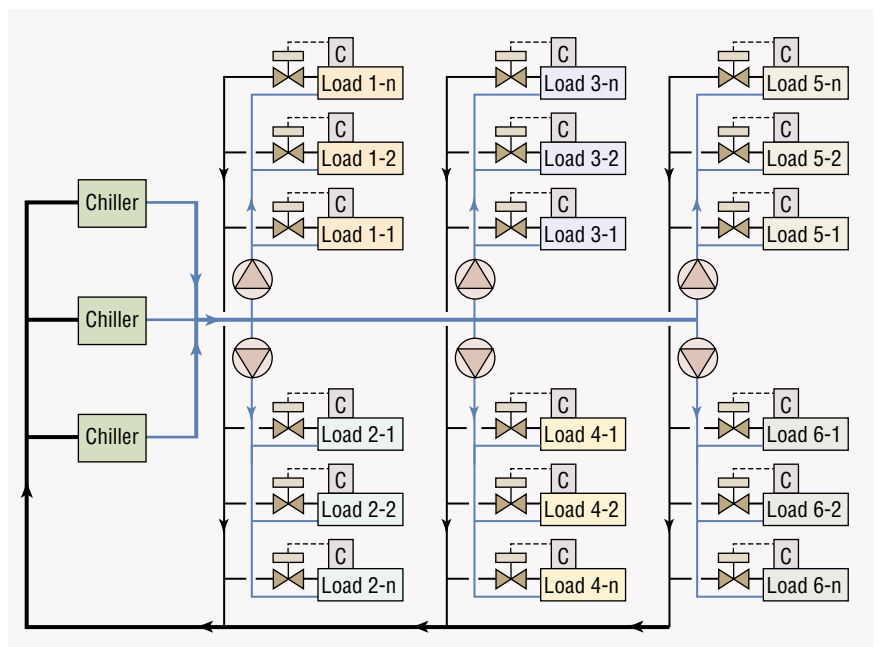 C C C
Load 1-n Load 3-n Load 5-n
C C C
Load 1-2 Load 3-2 Load 5-2
C C C
Chiller
Load 1-1 Load 3-1 Load 5-1
Chiller
C C C
Chiller Load 2-1 Load 4-1 Load 6-1
C C C
Load 2-2 Load 4-2 Load 6-2
C C C
Load 2-n Load 4-n Load 6-n